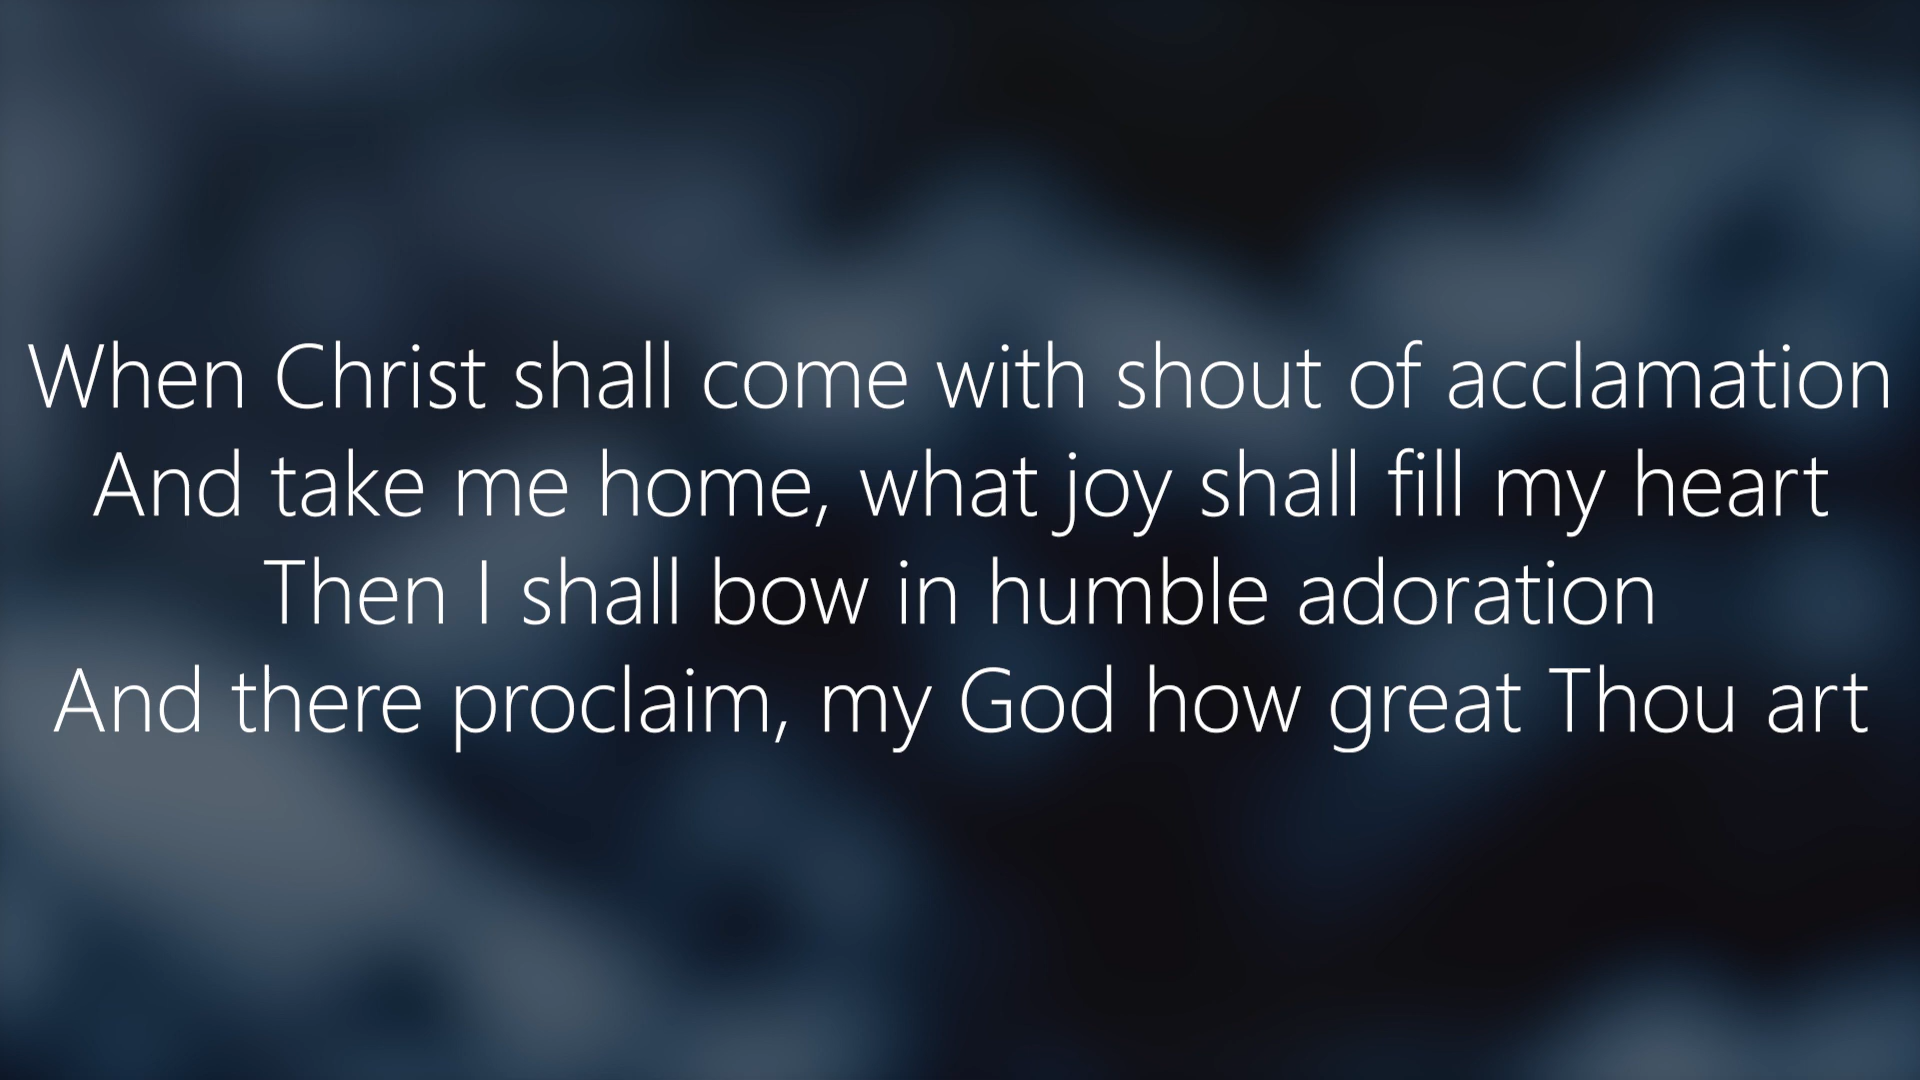 When Christ shall come with shout of acclamation
And take me home, what joy shall fill my heart
Then I shall bow in humble adoration
And there proclaim, my God how great Thou art